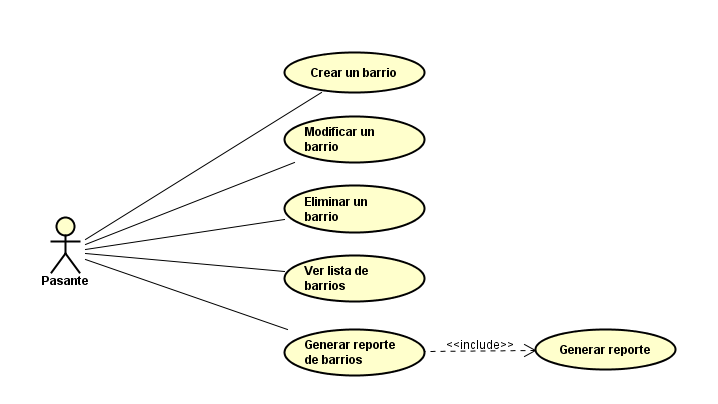 Crear un barrio
Modificar un
barrio
Eliminar un
barrio
Pasante
Ver lista de
barrios
Generar reporte
de barrios
<<include>>
Generar reporte